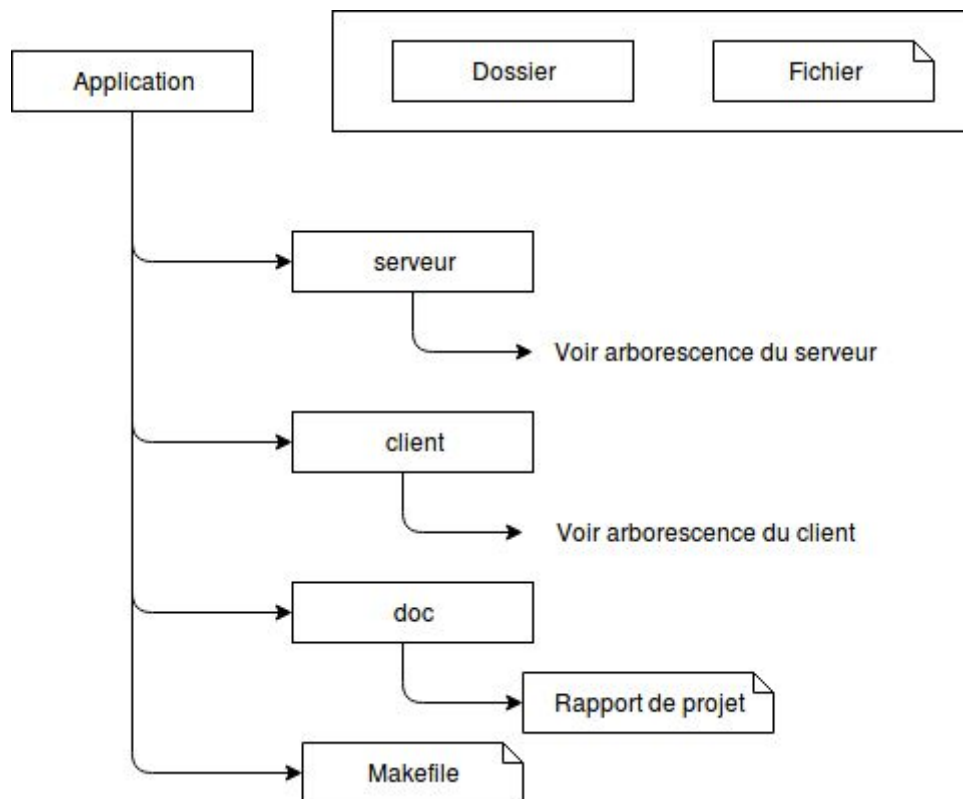 Application
Dossier
Fichier
serveur
Voir arborescence du serveur
client
Voir arborescence du client
doc
Rapport de projet
Makefile